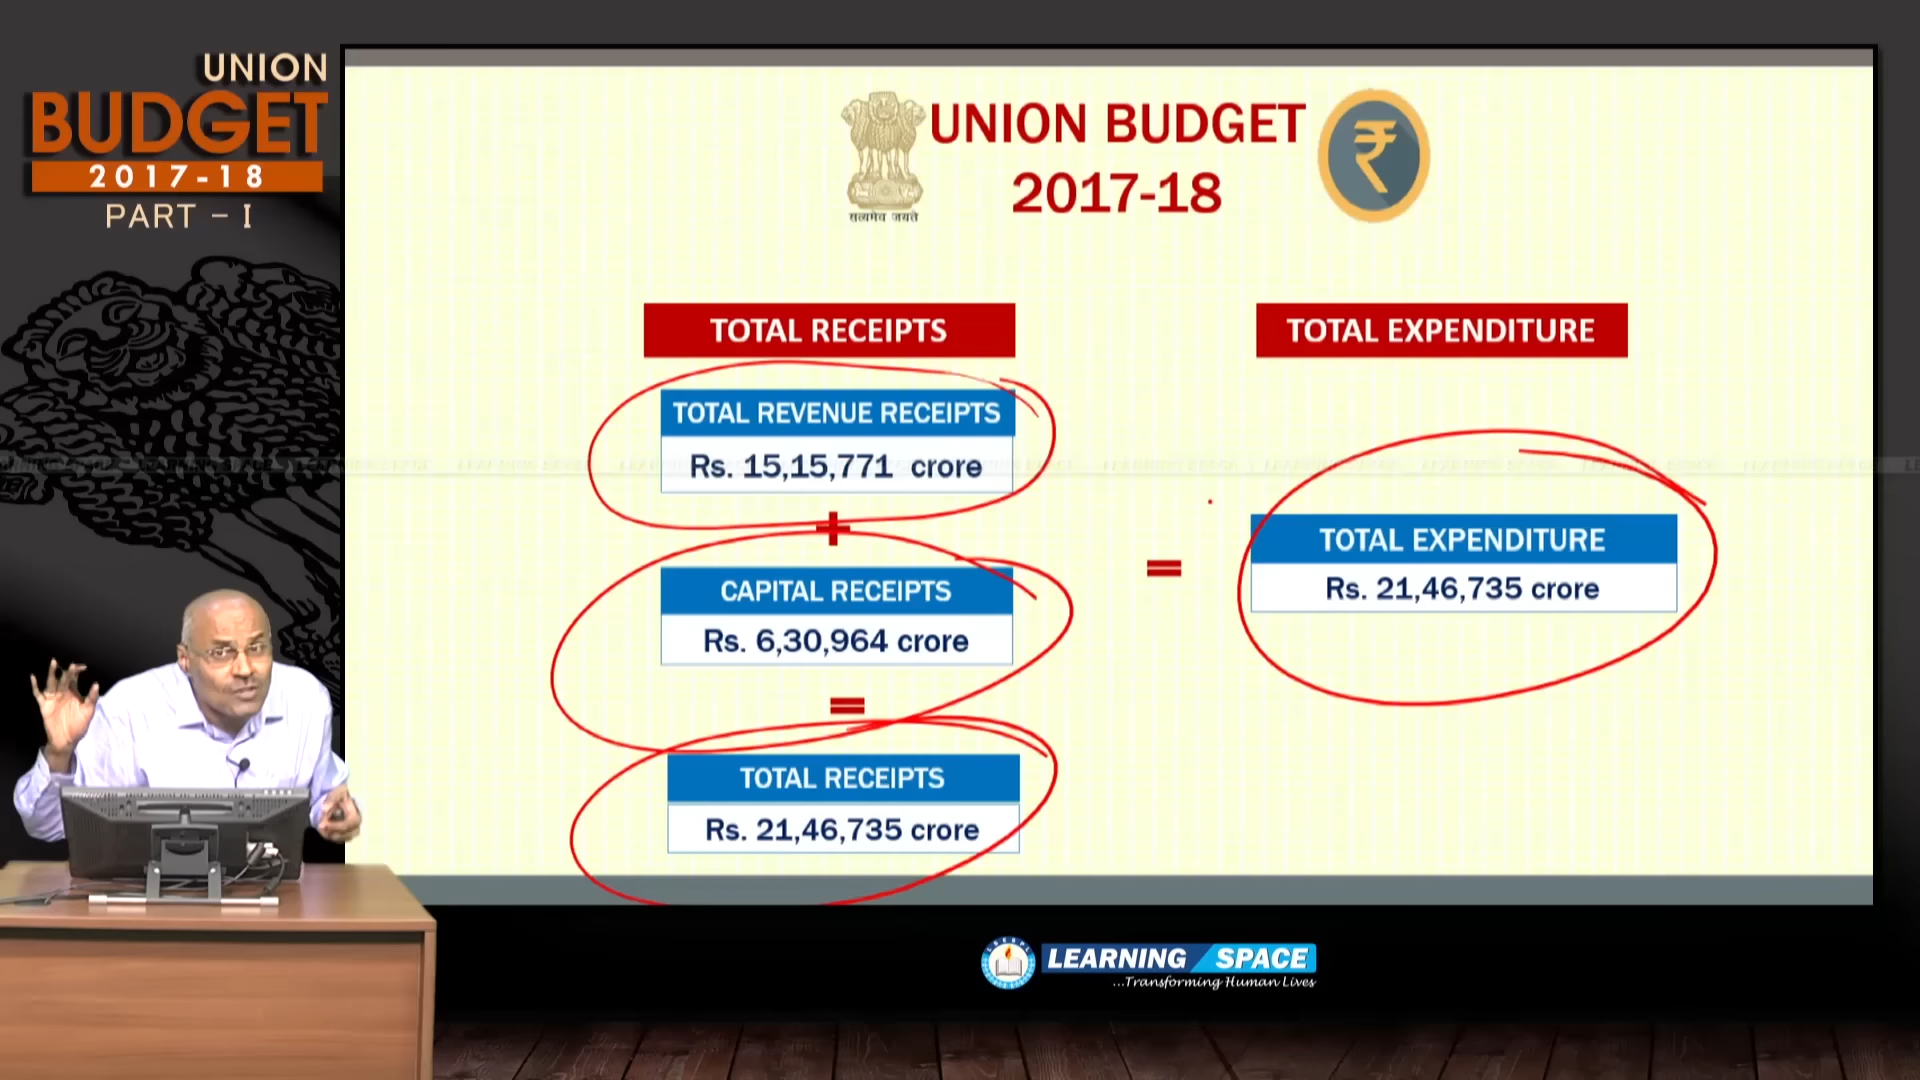 UNION
BUDGET
2017-18
PART – I
UNION BUDGET
2017-18
सत्यमेव जयते
₹
TOTAL RECEIPTS
TOTAL EXPENDITURE
TOTAL REVENUE RECEIPTS
Rs. 15,15,771 crore
+
CAPITAL RECEIPTS
Rs. 6,30,964 crore
=
TOTAL RECEIPTS
Rs. 21,46,735 crore
=
TOTAL EXPENDITURE
Rs. 21,46,735 crore
LEARNING SPACE
...Transforming Human Lives